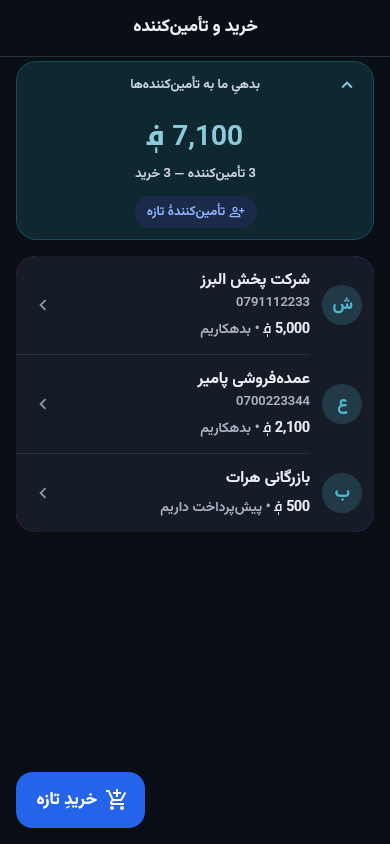 خرید و تأمین‌کننده
بدهیِ ما به تأمین‌کننده‌ها
7,100 ؋
3 تأمین‌کننده — 3 خرید
تأمین‌کنندهٔ تازه
ش
شرکت پخش البرز
0791112233
5,000 ؋ • بدهکاریم
ع
عمده‌فروشی پامیر
0700223344
2,100 ؋ • بدهکاریم
ب
بازرگانی هرات
500 ؋ • پیش‌پرداخت داریم
خریدِ تازه